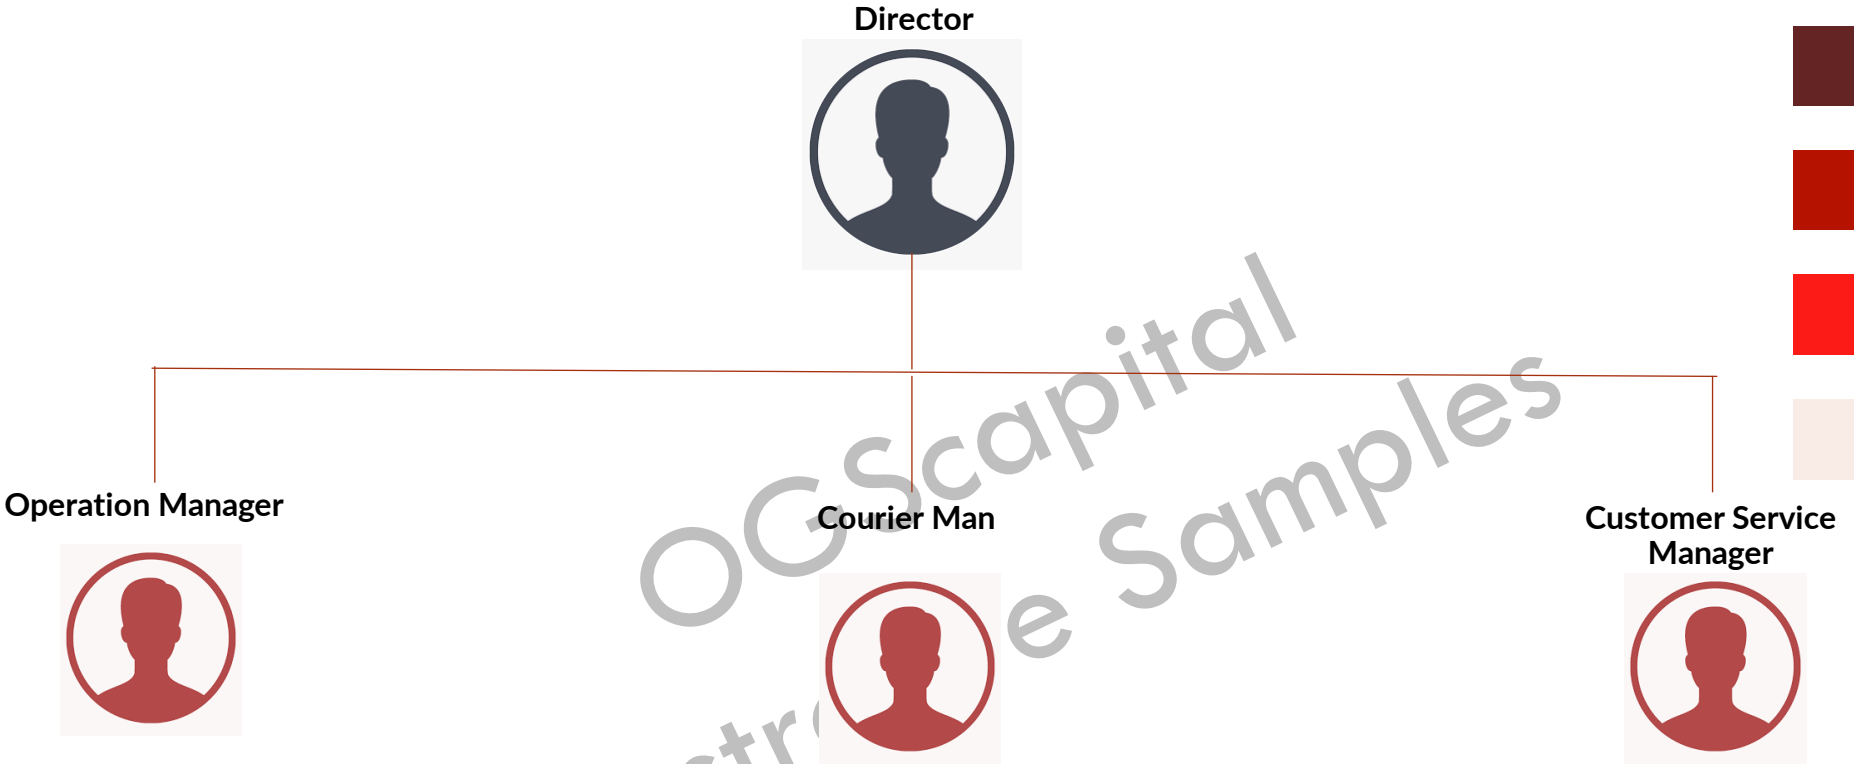 Director
Operation Manager
Courier Man
Customer Service
Manager
OGScapital
Samples